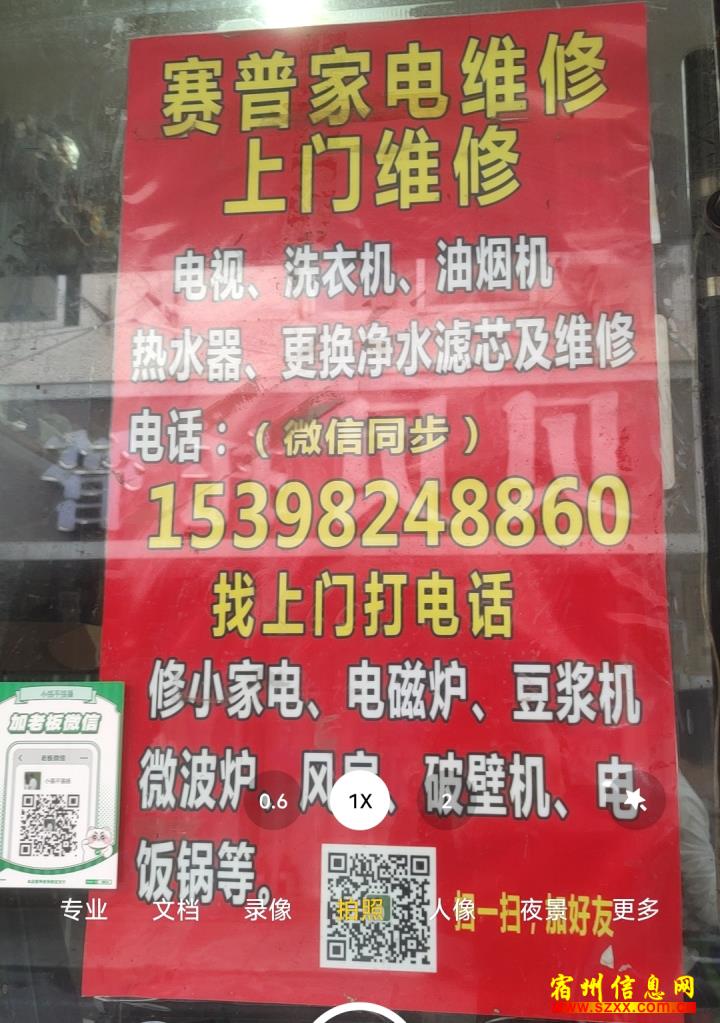 赛普家电维修
上门维修
电视、洗衣机、油烟机
热水器、更换净水滤芯及维修
电话：（微信同步）
15398248860
找上门打电话
修小家电、电磁炉、豆浆机
微波炉、风扇、破壁机、电
饭锅等。
扫一扫，加好友
加老板微信
老板微信
0.6
1X
2
专业
文档
录像
拍照
人像
夜景
更多
宿州信息网
www.szxx.com.cn